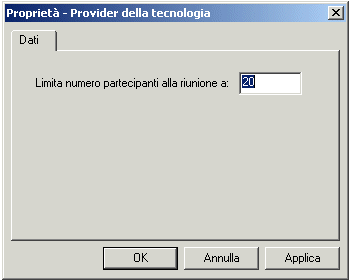 Proprietà - Provider della tecnologia
Dati
Limita numero partecipanti alla riunione a: 20
OK Annulla Applica